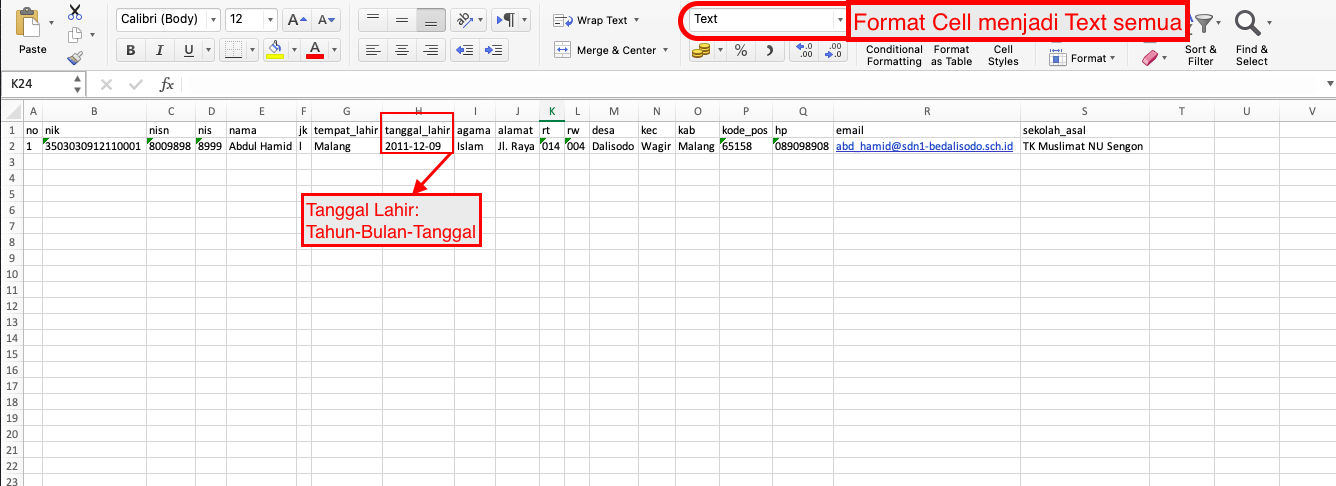 Calibri (Body) 12 A A Wrap Text Text Format Cell menjadi Text semua
Paste B I U A Merge & Center % .0 .00 .00 .0 Conditional Formatting Format as Table Cell Styles Format Sort & Filter Find & Select
K24 fx
A B C D E F G H I J K L M N O P Q R S T U V
1 no nik nisn nis nama jk tempat_lahir tanggal_lahir agama alamat rt rw desa kec kab kode_pos hp email sekolah_asal
2 1 3503030912110001 8009898 8999 Abdul Hamid l Malang 2011-12-09 Islam Jl. Raya 014 004 Dalisodo Wagir Malang 65158 089098908 abd_hamid@sdn1-bedalisodo.sch.id TK Muslimat NU Sengon
3
4
5
6 Tanggal Lahir:
7 Tahun-Bulan-Tanggal
8
9
10
11
12
13
14
15
16
17
18
19
20
21
22
23